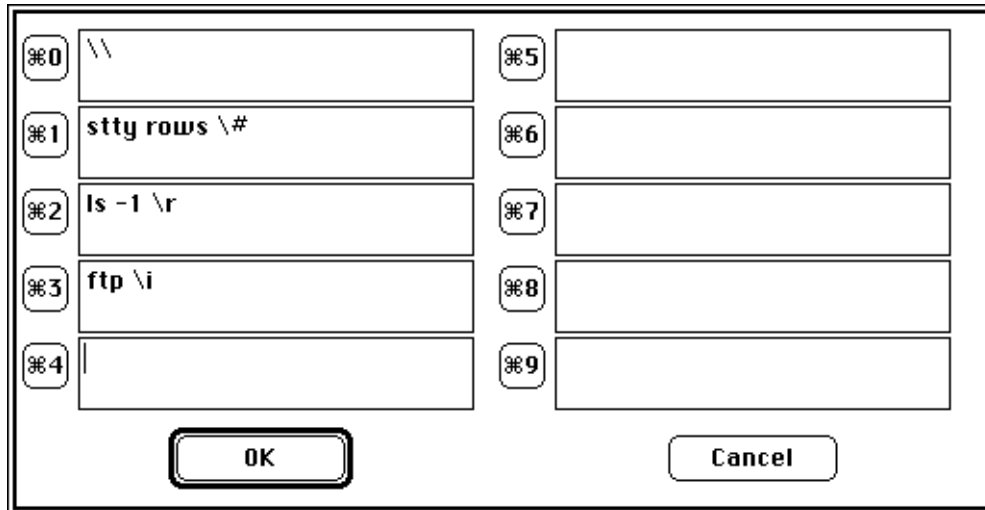 ⌘0 \\
⌘1 stty rows \#
⌘2 ls -1 \r
⌘3 ftp \i
⌘4
⌘5
⌘6
⌘7
⌘8
⌘9
OK
Cancel